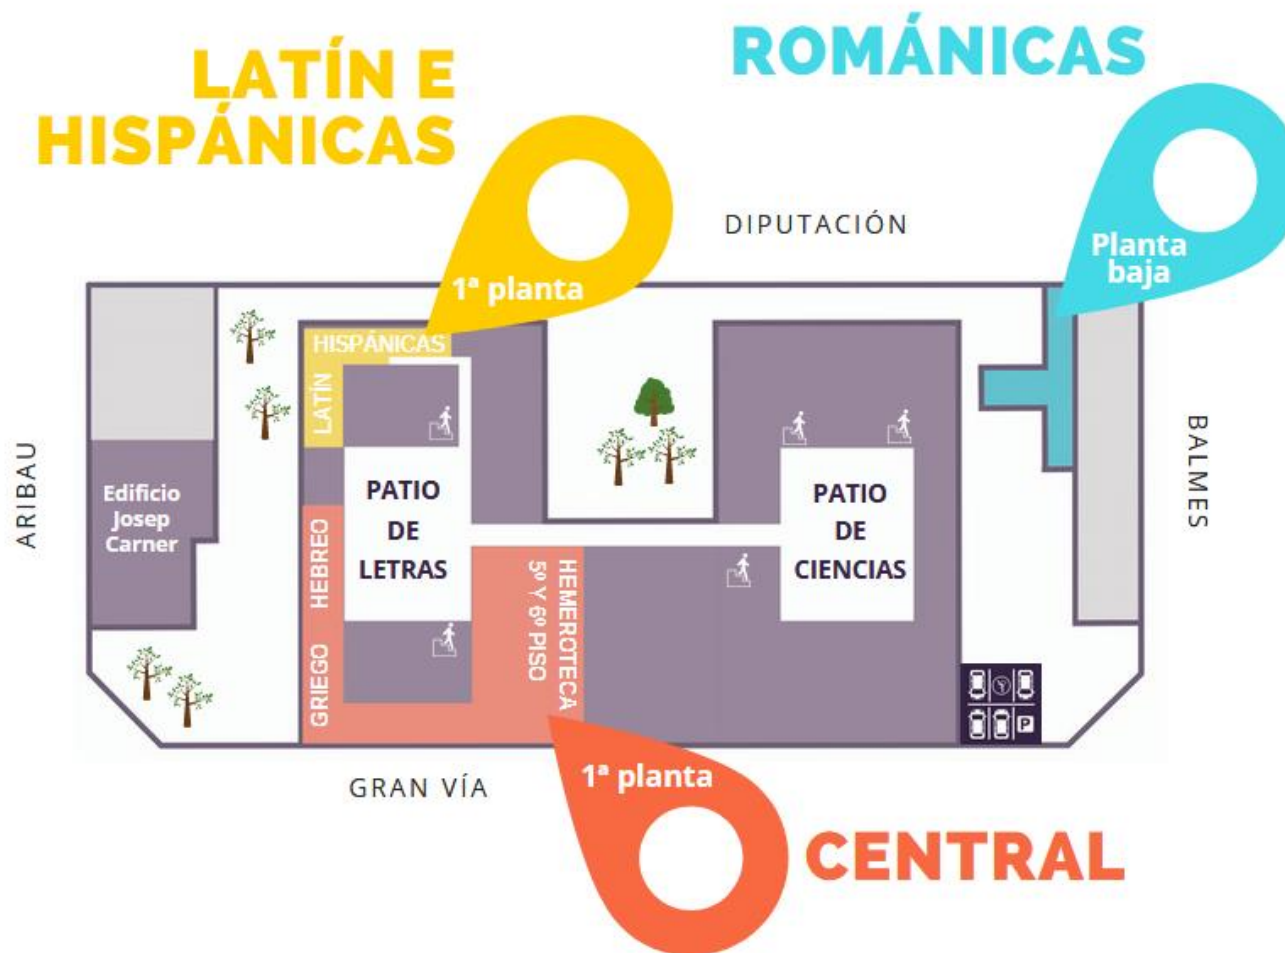 LATÍN E
HISPÁNICAS
ROMÁNICAS
DIPUTACIÓN
1ª planta
Planta
baja
HISPÁNICAS
LATÍN
ARIBAU
Edificio
Josep
Carner
PATIO
DE
LETRAS
HEBREO
GRIEGO
HEMEROTECA
5º Y 6º PISO
PATIO
DE
CIENCIAS
BALMES
P
GRAN VÍA
1ª planta
CENTRAL